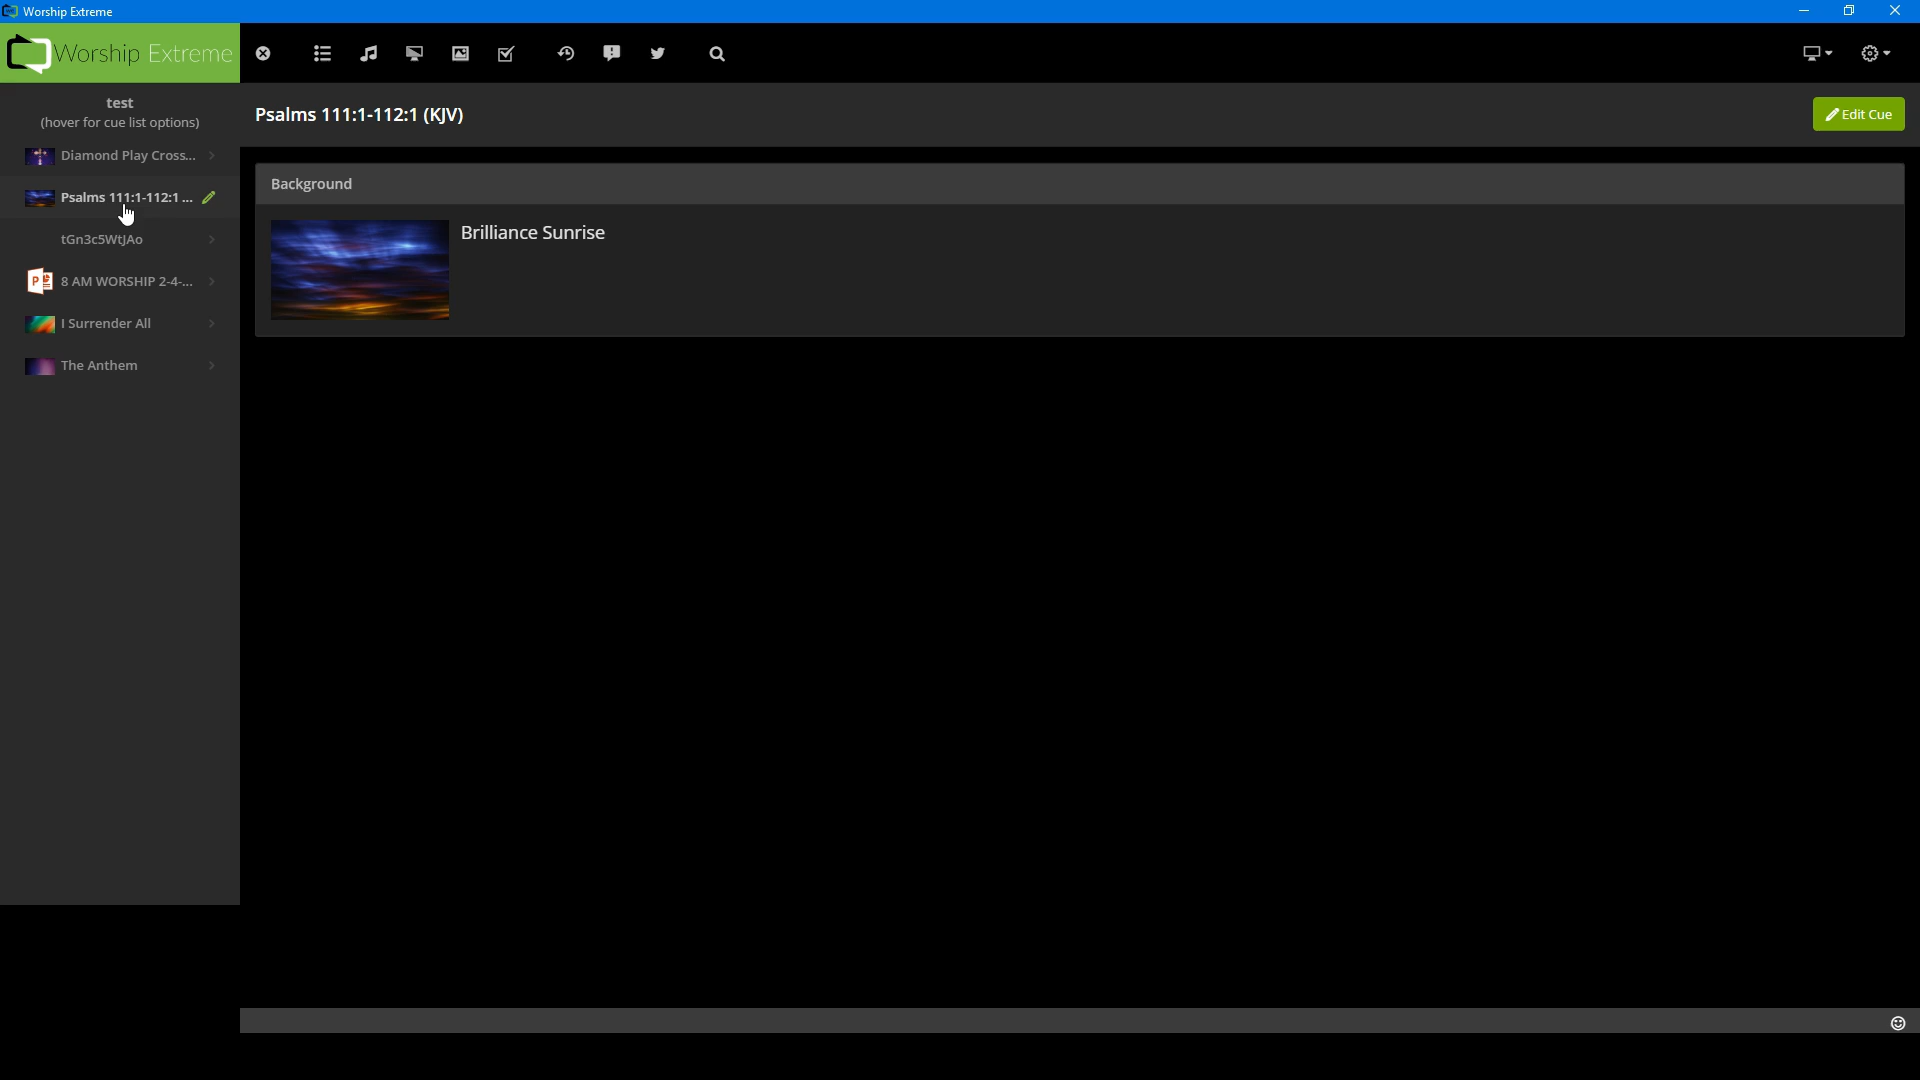 Worship Extreme
Worship Extreme
test
(hover for cue list options)
Diamond Play Cross...
Psalms 111:1-112:1 ...
tGn3c5WtJAo
8 AM WORSHIP 2-4-...
I Surrender All
The Anthem
Psalms 111:1-112:1 (KJV)
Edit Cue
Background
Brilliance Sunrise